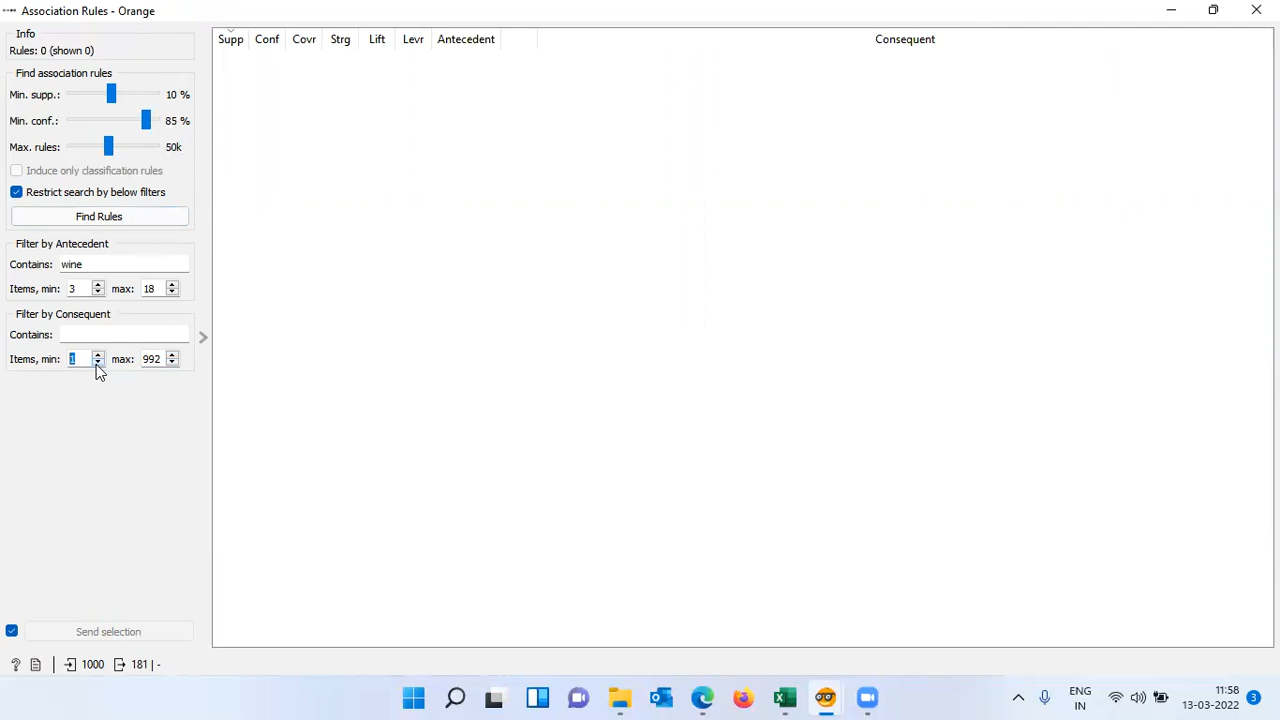 Association Rules - Orange
Info
Rules: 0 (shown 0)
Find association rules
Min. supp.: 10 %
Min. conf.: 85 %
Max. rules: 50k
Induce only classification rules
Restrict search by below filters
Find Rules
Filter by Antecedent
Contains: wine
Items, min: 3 max: 18
Filter by Consequent
Contains:
Items, min: 1 max: 992
Send selection
? 1000 181 | -
Supp Conf Covr Strg Lift Levr Antecedent Consequent
ENG
IN
11:58
13-03-2022
3